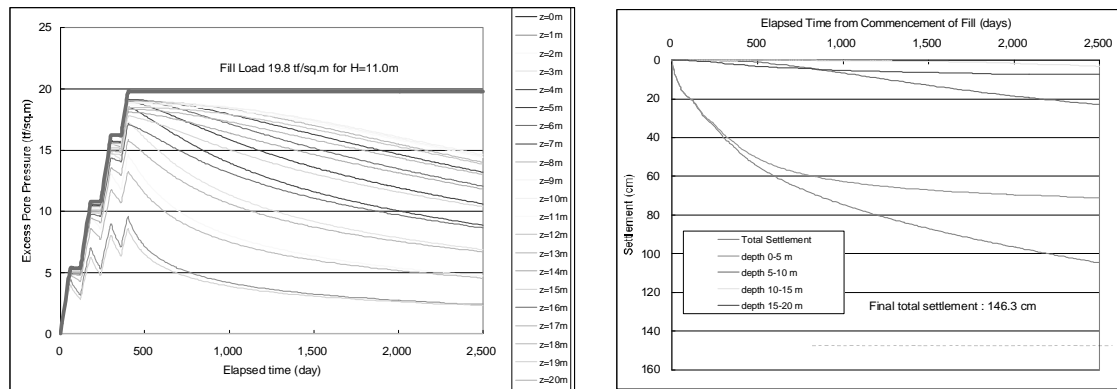 Excess Pore Pressure (tf/sq.m)
25
20
15
10
5
0
Fill Load 19.8 tf/sq.m for H=11.0m
0 500 1,000 1,500 2,000 2,500
Elapsed time (day)
z=0m
z=1m
z=2m
z=3m
z=4m
z=5m
z=6m
z=7m
z=8m
z=9m
z=10m
z=11m
z=12m
z=13m
z=14m
z=15m
z=16m
z=17m
z=18m
z=19m
z=20m
Elapsed Time from Commencement of Fill (days)
0 500 1,000 1,500 2,000 2,500
Settlement (cm)
0
20
40
60
80
100
120
140
160
Total Settlement
depth 0-5 m
depth 5-10 m
depth 10-15 m
depth 15-20 m
Final total settlement : 146.3 cm